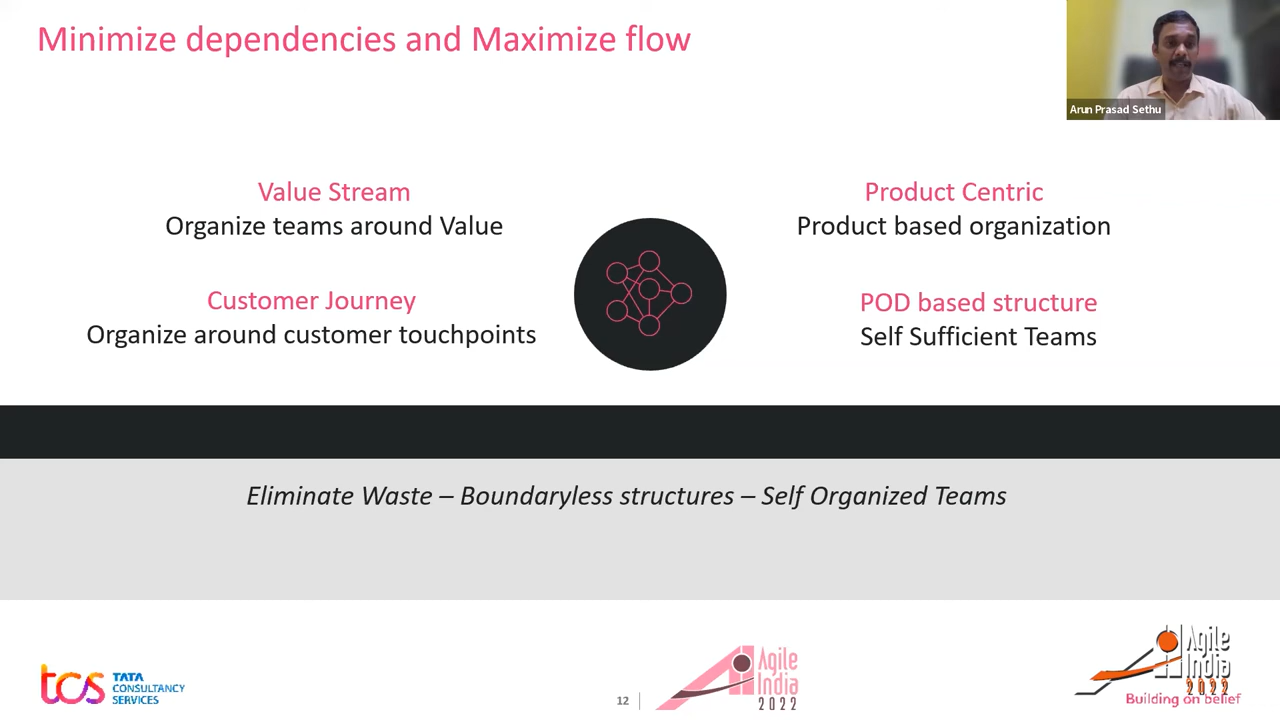 Minimize dependencies and Maximize flow
Arun Prasad Sethu
Value Stream
Organize teams around Value
Product Centric
Product based organization
Customer Journey
Organize around customer touchpoints
POD based structure
Self Sufficient Teams
Eliminate Waste – Boundaryless structures – Self Organized Teams
tcs
TATA
CONSULTANCY
SERVICES
12
Agile
India
2022
Agile
India
2022
Building on belief